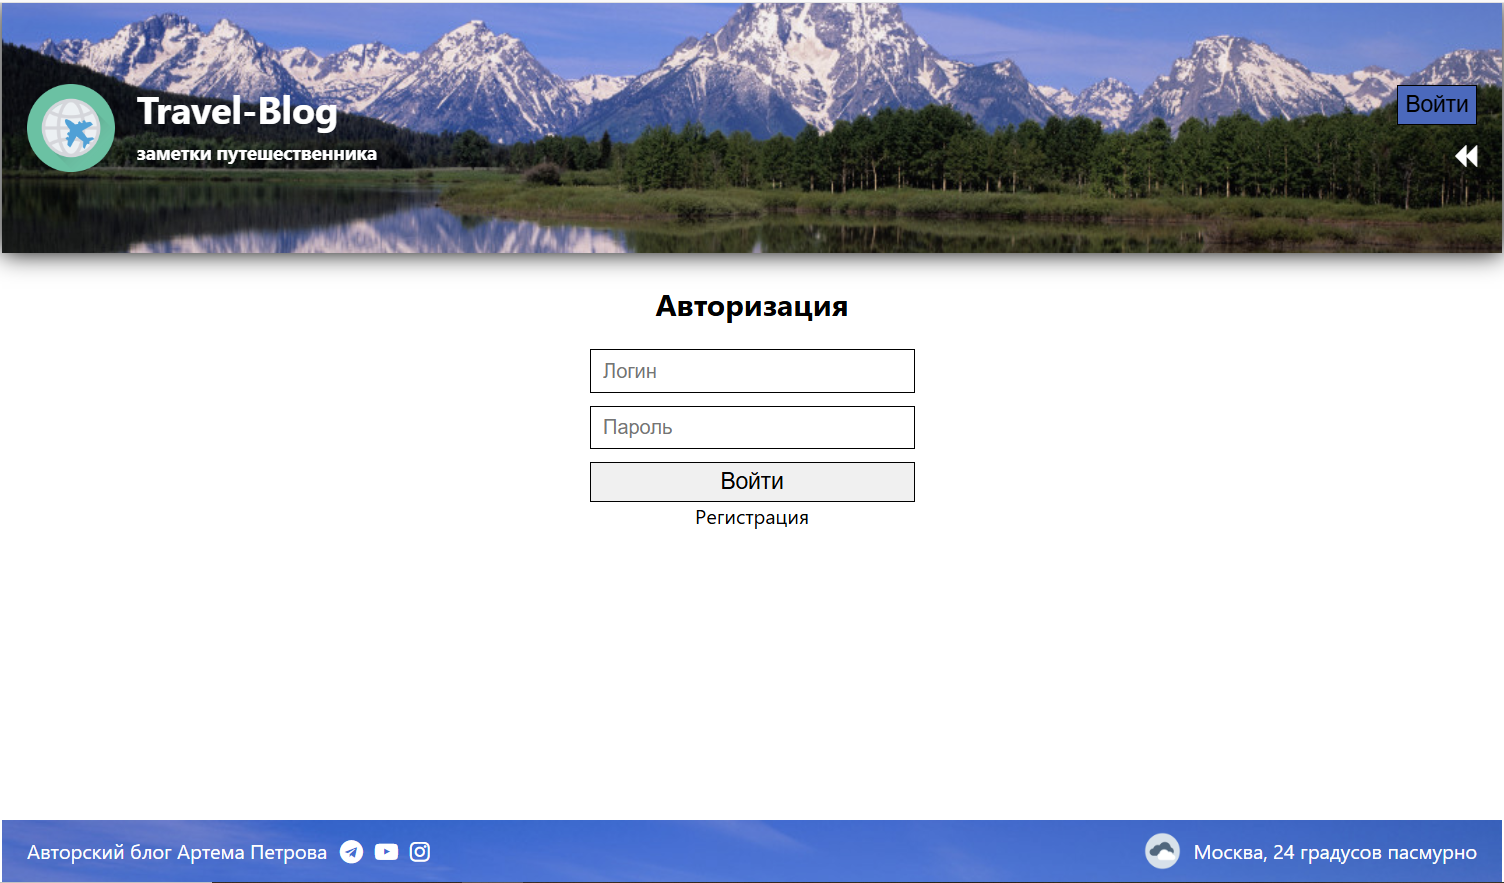 Travel-Blog
заметки путешественника
Войти
Авторизация
Логин
Пароль
Войти
Регистрация
Авторский блог Артема Петрова
Москва, 24 градусов пасмурно